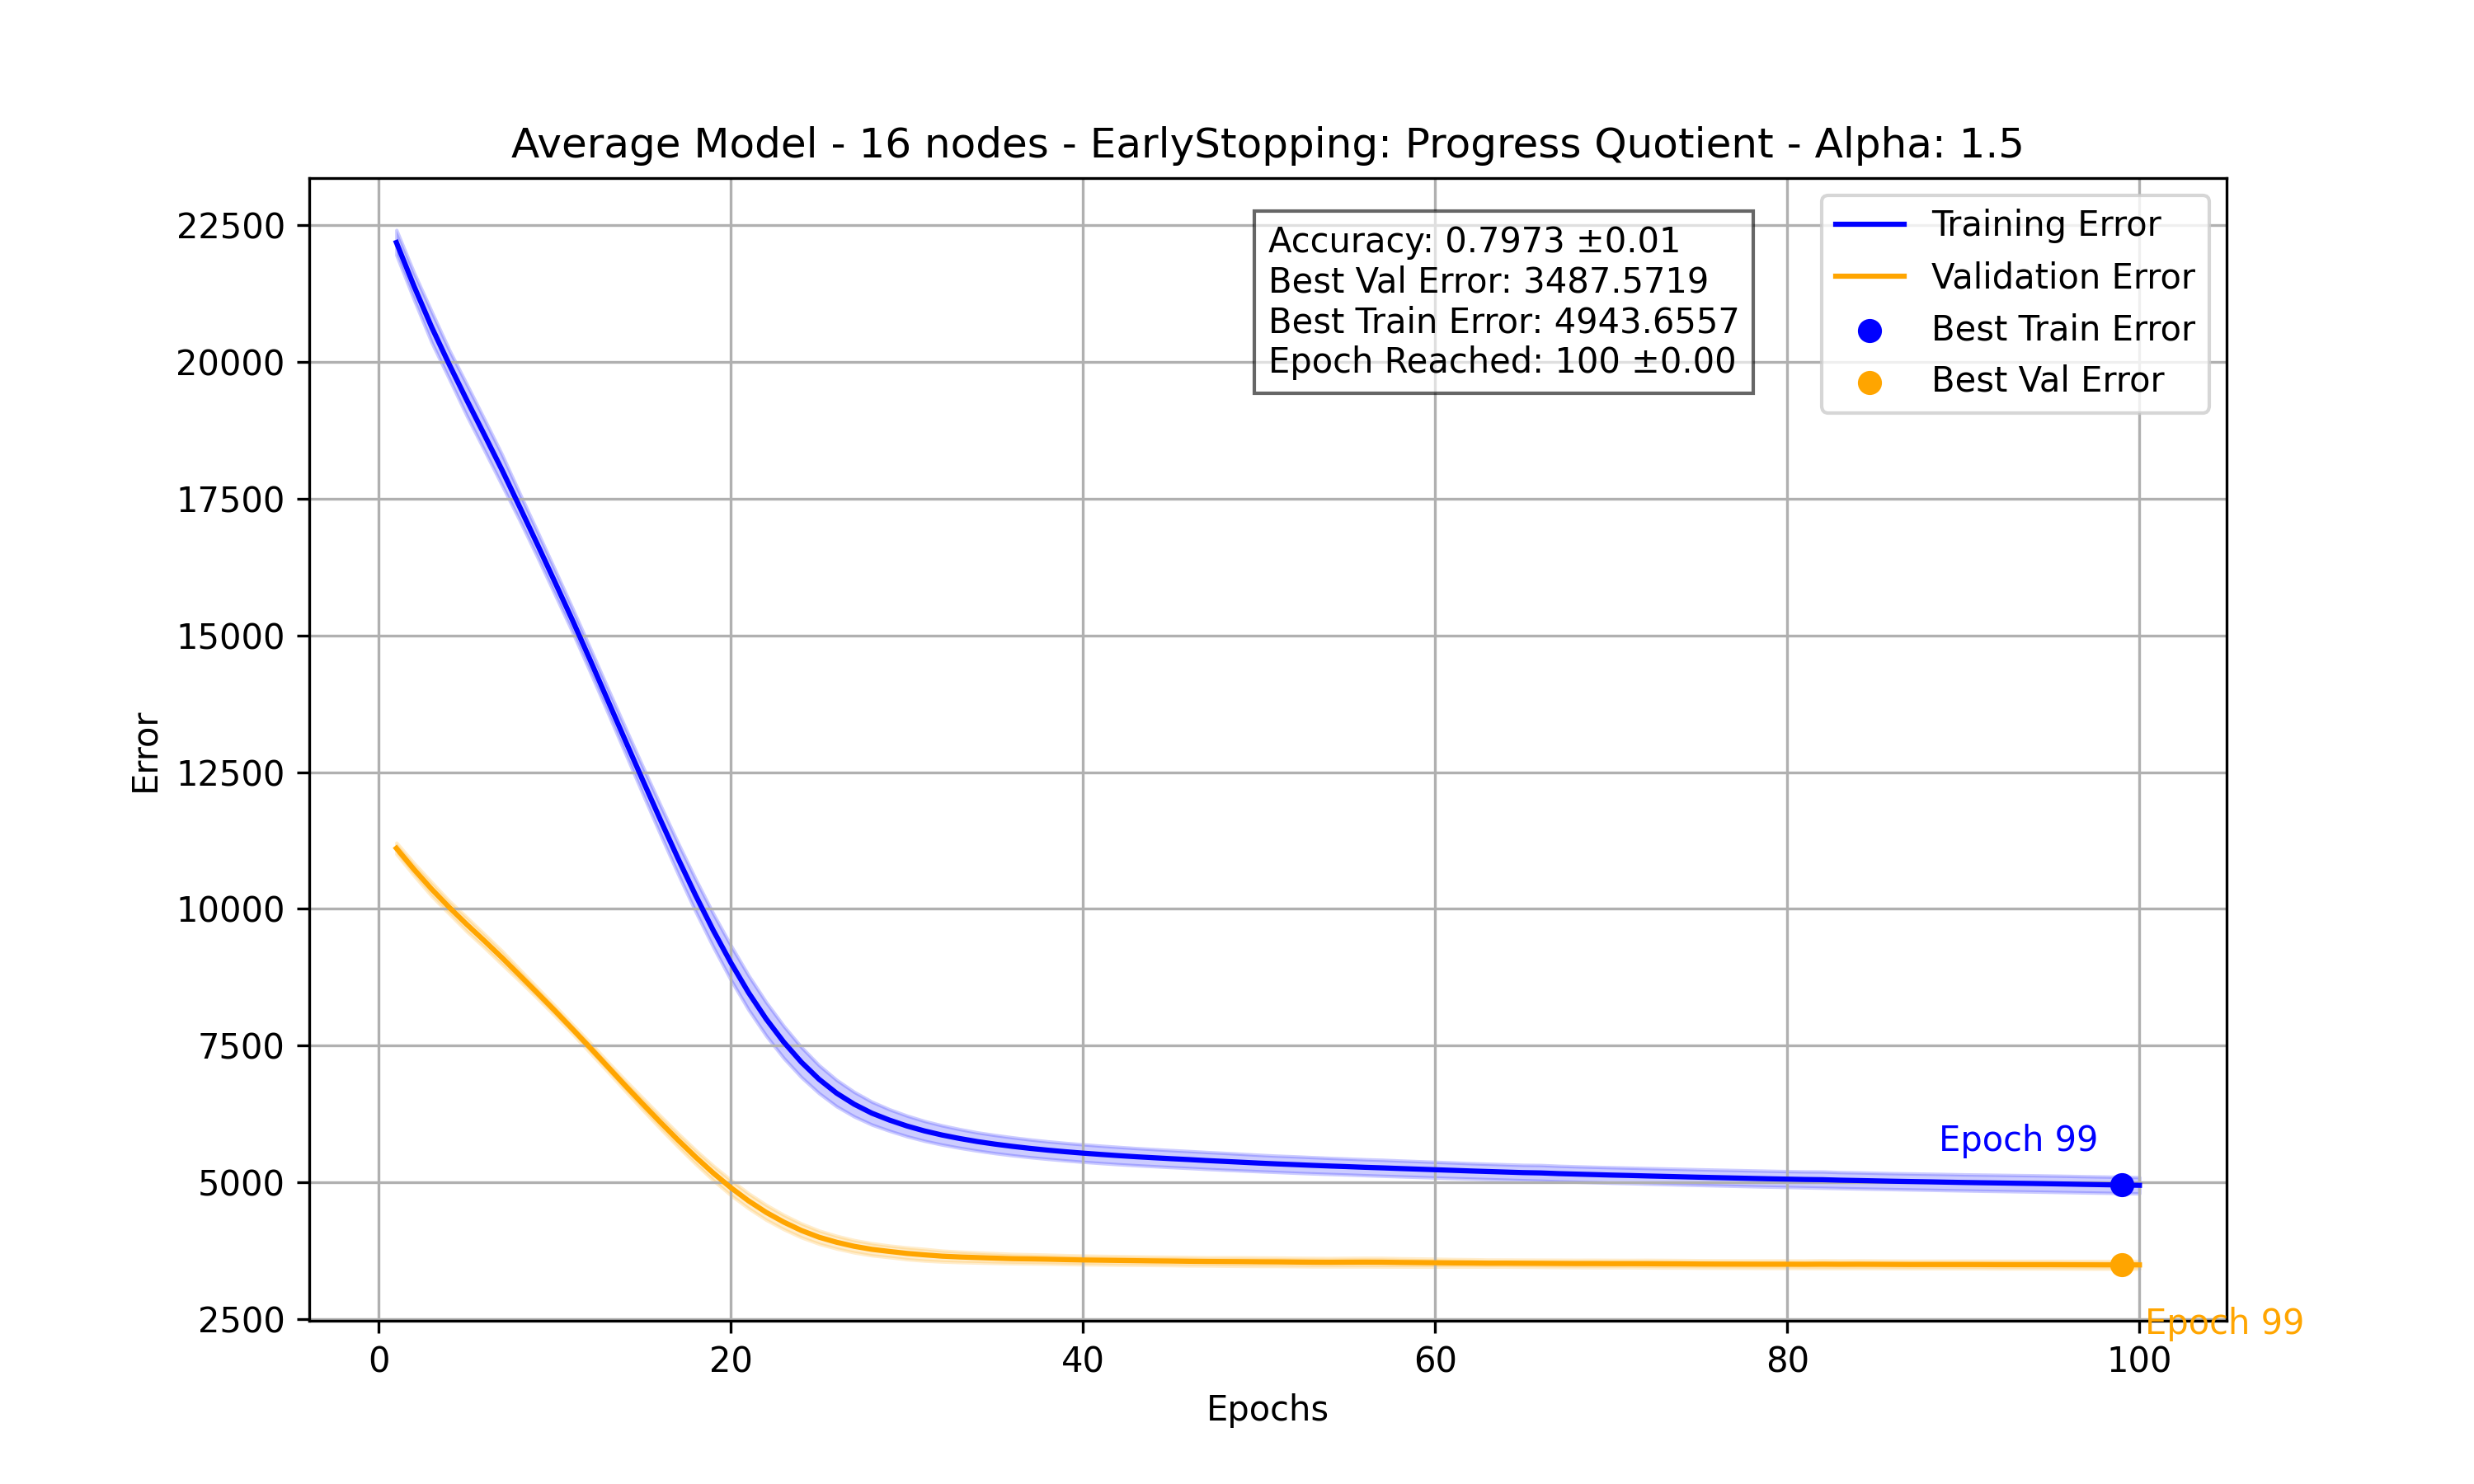 Average Model - 16 nodes - EarlyStopping: Progress Quotient - Alpha: 1.5
Accuracy: 0.7973 ±0.01
Best Val Error: 3487.5719
Best Train Error: 4943.6557
Epoch Reached: 100 ±0.00
Training Error
Validation Error
Best Train Error
Best Val Error
22500
20000
17500
15000
12500
10000
7500
5000
2500
Error
Epoch 99
Epoch 99
0 20 40 60 80 100
Epochs